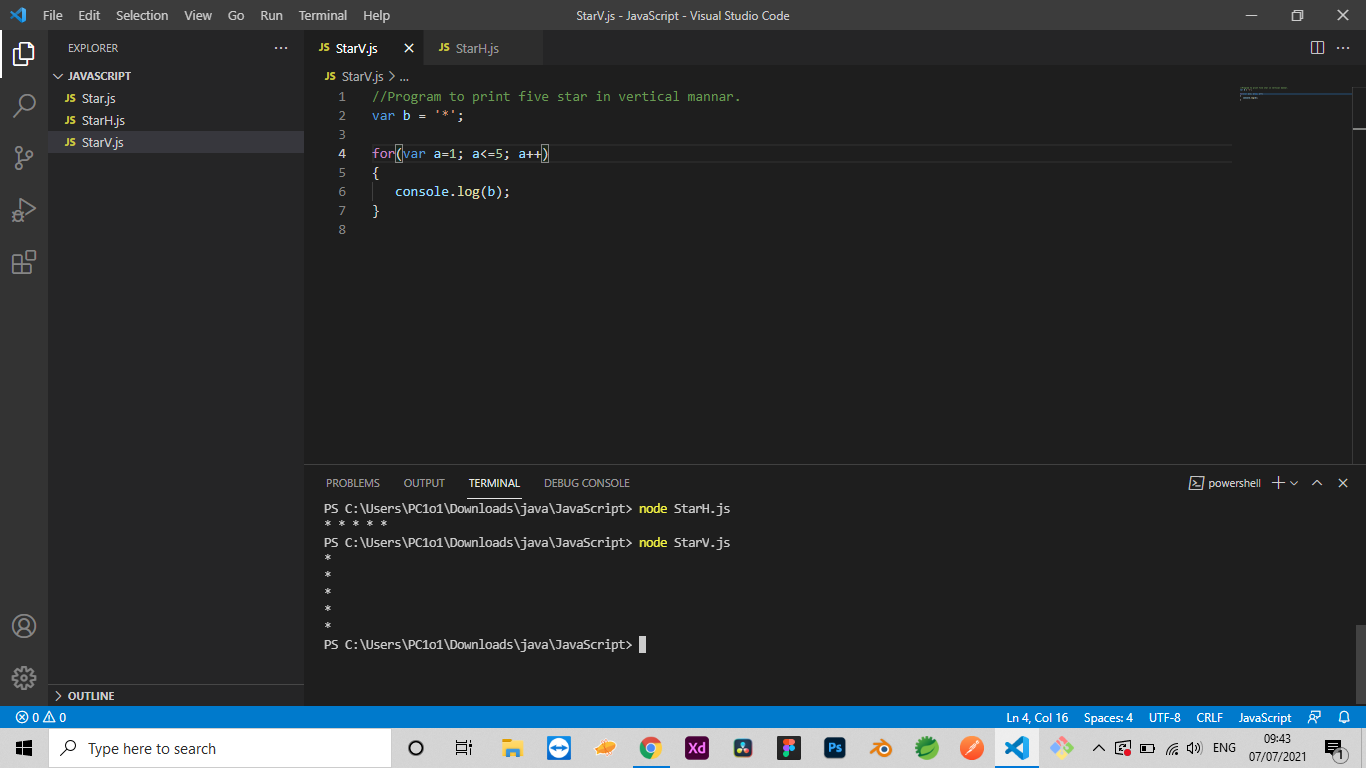 File Edit Selection View Go Run Terminal Help StarV.js - JavaScript - Visual Studio Code
EXPLORER
JAVASCRIPT
JS Star.js
JS StarH.js
JS StarV.js
OUTLINE
JS StarV.js JS StarH.js
JS StarV.js > ...
1 //Program to print five star in vertical mannar.
2 var b = '*';
3
4 for(var a=1; a<=5; a++)
5 {
6 console.log(b);
7 }
8
PROBLEMS OUTPUT TERMINAL DEBUG CONSOLE powershell
PS C:\Users\PC1o1\Downloads\java\JavaScript> node StarH.js
* * * * *
PS C:\Users\PC1o1\Downloads\java\JavaScript> node StarV.js
*
*
*
*
*
PS C:\Users\PC1o1\Downloads\java\JavaScript>
0 0 Ln 4, Col 16 Spaces: 4 UTF-8 CRLF JavaScript
Type here to search Xd Ps ENG 09:43
07/07/2021 1